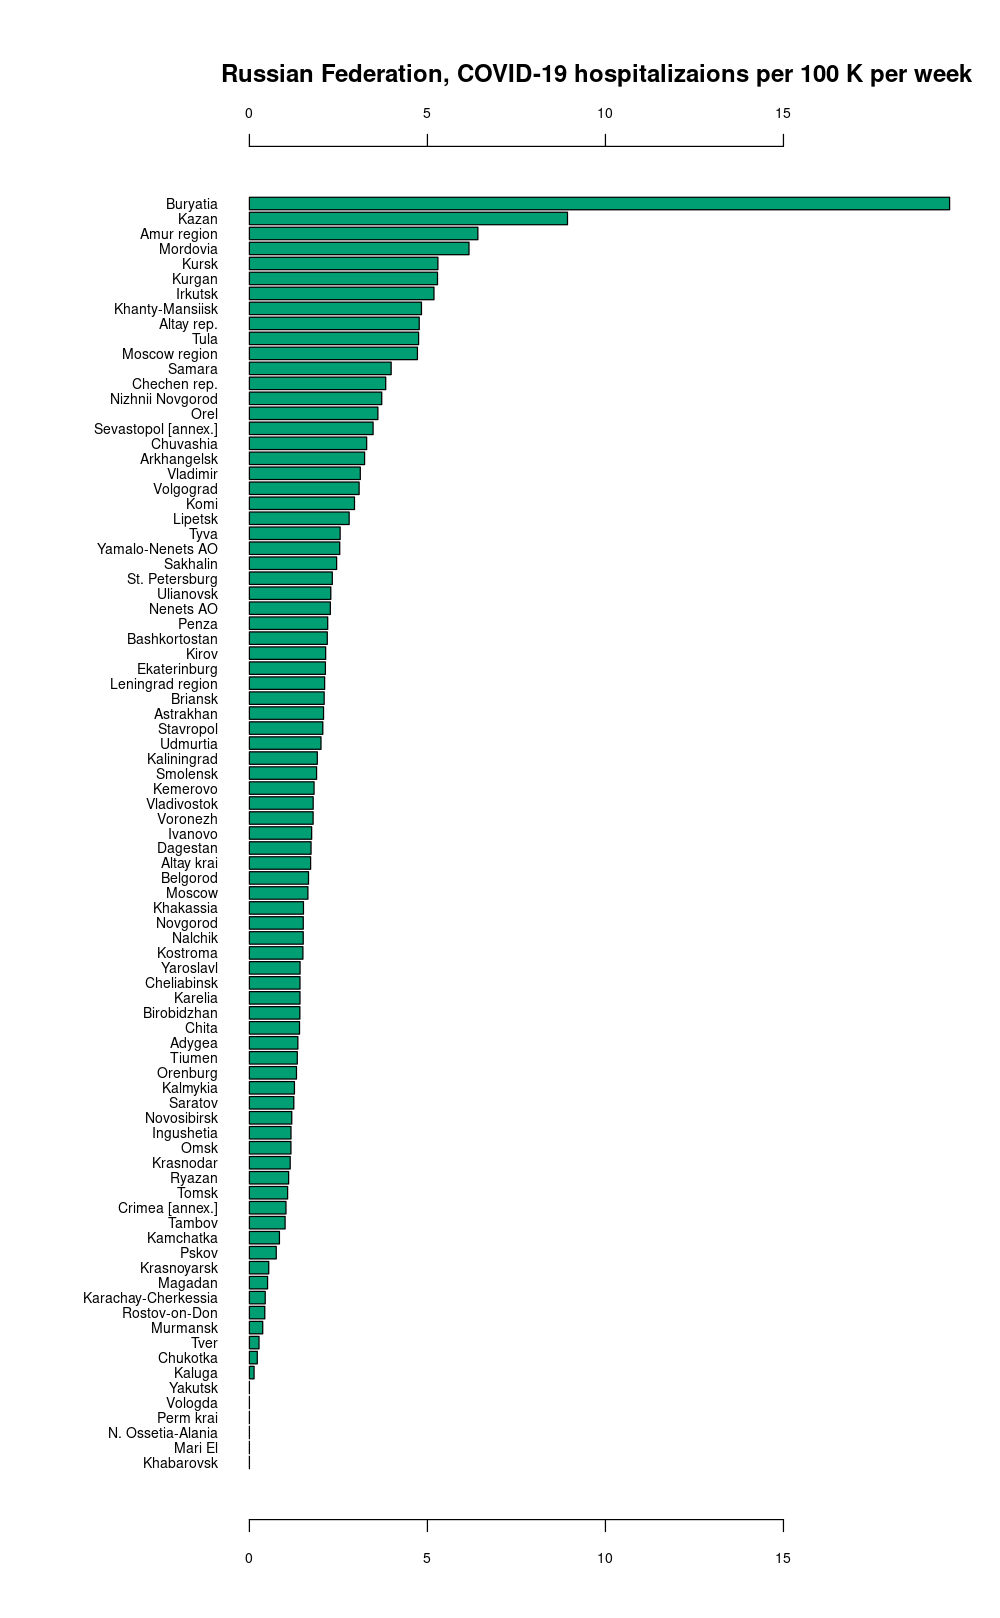 Russian Federation, COVID-19 hospitalizaions per 100 K per week
0 5 10 15
Buryatia
Kazan
Amur region
Mordovia
Kursk
Kurgan
Irkutsk
Khanty-Mansiisk
Altay rep.
Tula
Moscow region
Samara
Chechen rep.
Nizhnii Novgorod
Orel
Sevastopol [annex.]
Chuvashia
Arkhangelsk
Vladimir
Volgograd
Komi
Lipetsk
Tyva
Yamalo-Nenets AO
Sakhalin
St. Petersburg
Ulianovsk
Nenets AO
Penza
Bashkortostan
Kirov
Ekaterinburg
Leningrad region
Briansk
Astrakhan
Stavropol
Udmurtia
Kaliningrad
Smolensk
Kemerovo
Vladivostok
Voronezh
Ivanovo
Dagestan
Altay krai
Belgorod
Moscow
Khakassia
Novgorod
Nalchik
Kostroma
Yaroslavl
Cheliabinsk
Karelia
Birobidzhan
Chita
Adygea
Tiumen
Orenburg
Kalmykia
Saratov
Novosibirsk
Ingushetia
Omsk
Krasnodar
Ryazan
Tomsk
Crimea [annex.]
Tambov
Kamchatka
Pskov
Krasnoyarsk
Magadan
Karachay-Cherkessia
Rostov-on-Don
Murmansk
Tver
Chukotka
Kaluga
Yakutsk
Vologda
Perm krai
N. Ossetia-Alania
Mari El
Khabarovsk
0 5 10 15